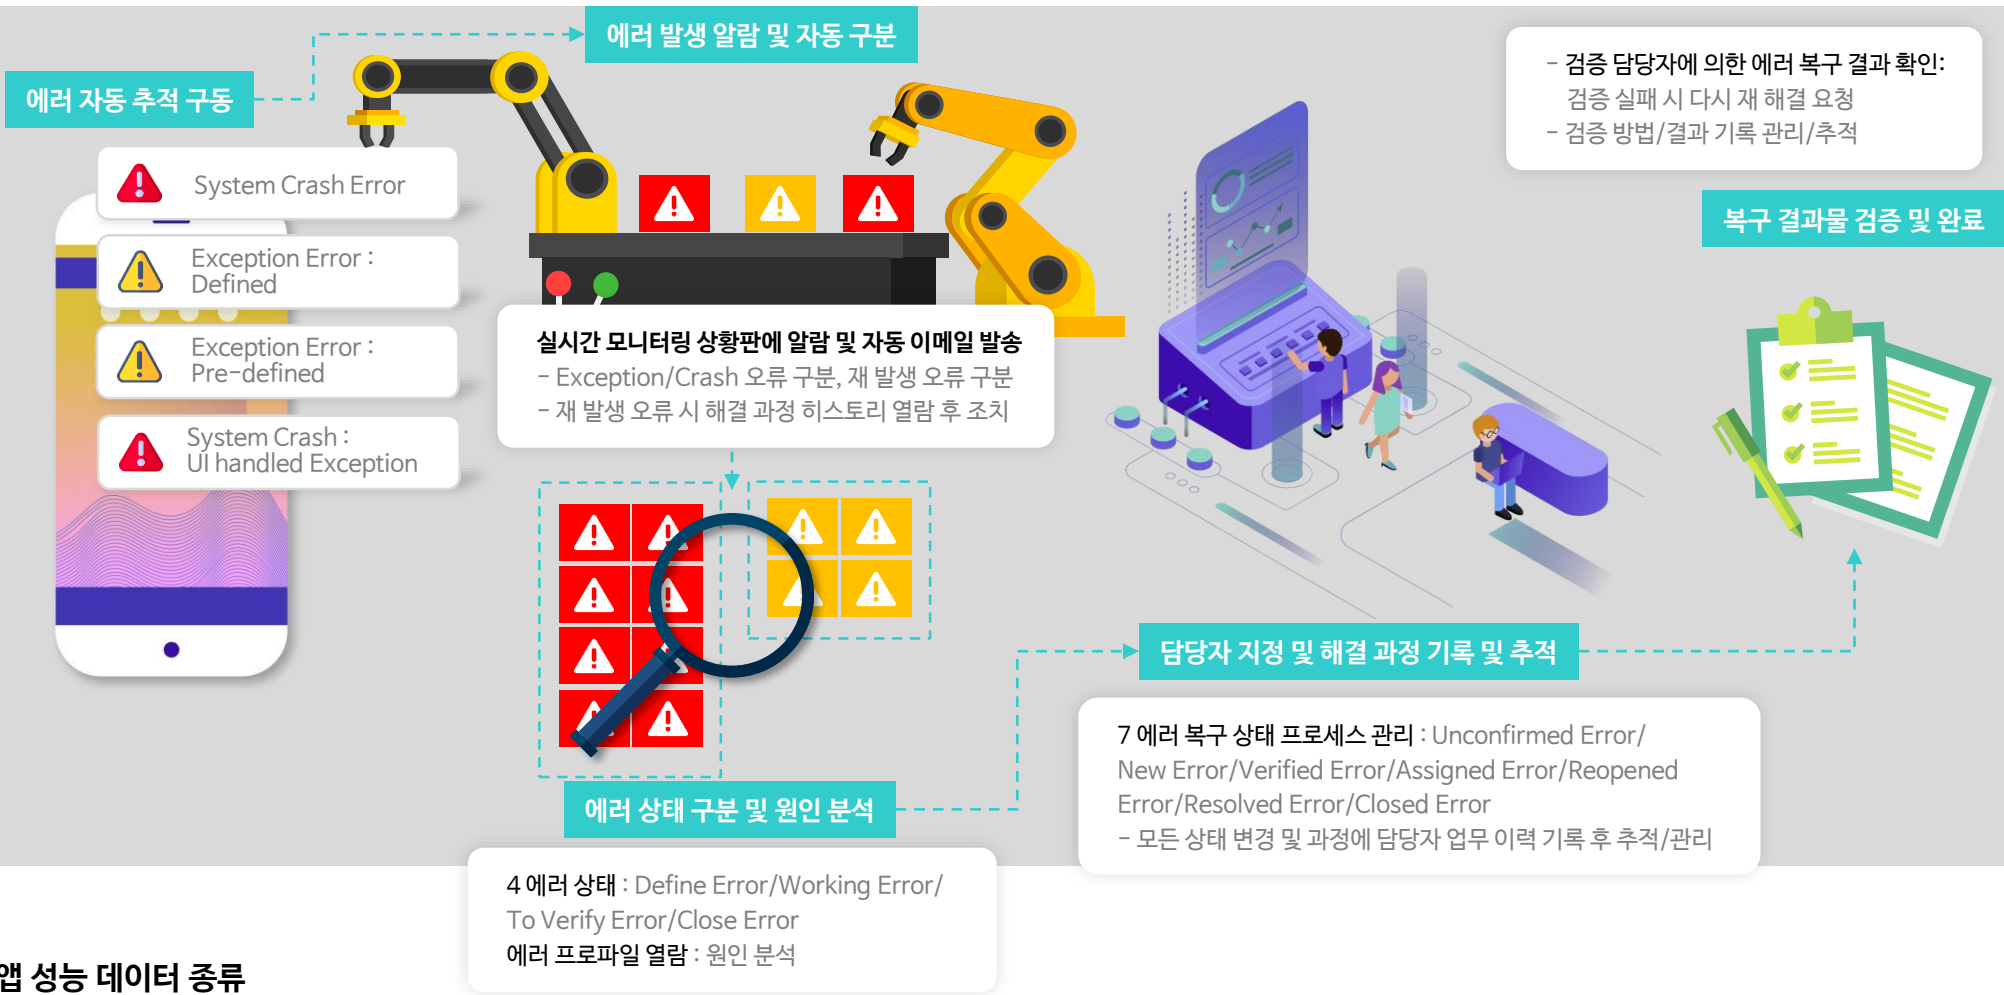 에러 자동 추적 구동
System Crash Error
Exception Error :
Defined
Exception Error :
Pre-defined
System Crash :
UI handled Exception
에러 발생 알람 및 자동 구분
실시간 모니터링 상황판에 알람 및 자동 이메일 발송
- Exception/Crash 오류 구분, 재 발생 오류 구분
- 재 발생 오류 시 해결 과정 히스토리 열람 후 조치
에러 상태 구분 및 원인 분석
4 에러 상태 : Define Error/Working Error/
To Verify Error/Close Error
에러 프로파일 열람 : 원인 분석
담당자 지정 및 해결 과정 기록 및 추적
7 에러 복구 상태 프로세스 관리 : Unconfirmed Error/
New Error/Verified Error/Assigned Error/Reopened
Error/Resolved Error/Closed Error
- 모든 상태 변경 및 과정에 담당자 업무 이력 기록 후 추적/관리
- 검증 담당자에 의한 에러 복구 결과 확인:
검증 실패 시 다시 재 해결 요청
- 검증 방법/결과 기록 관리/추적
복구 결과물 검증 및 완료
앱 성능 데이터 종류